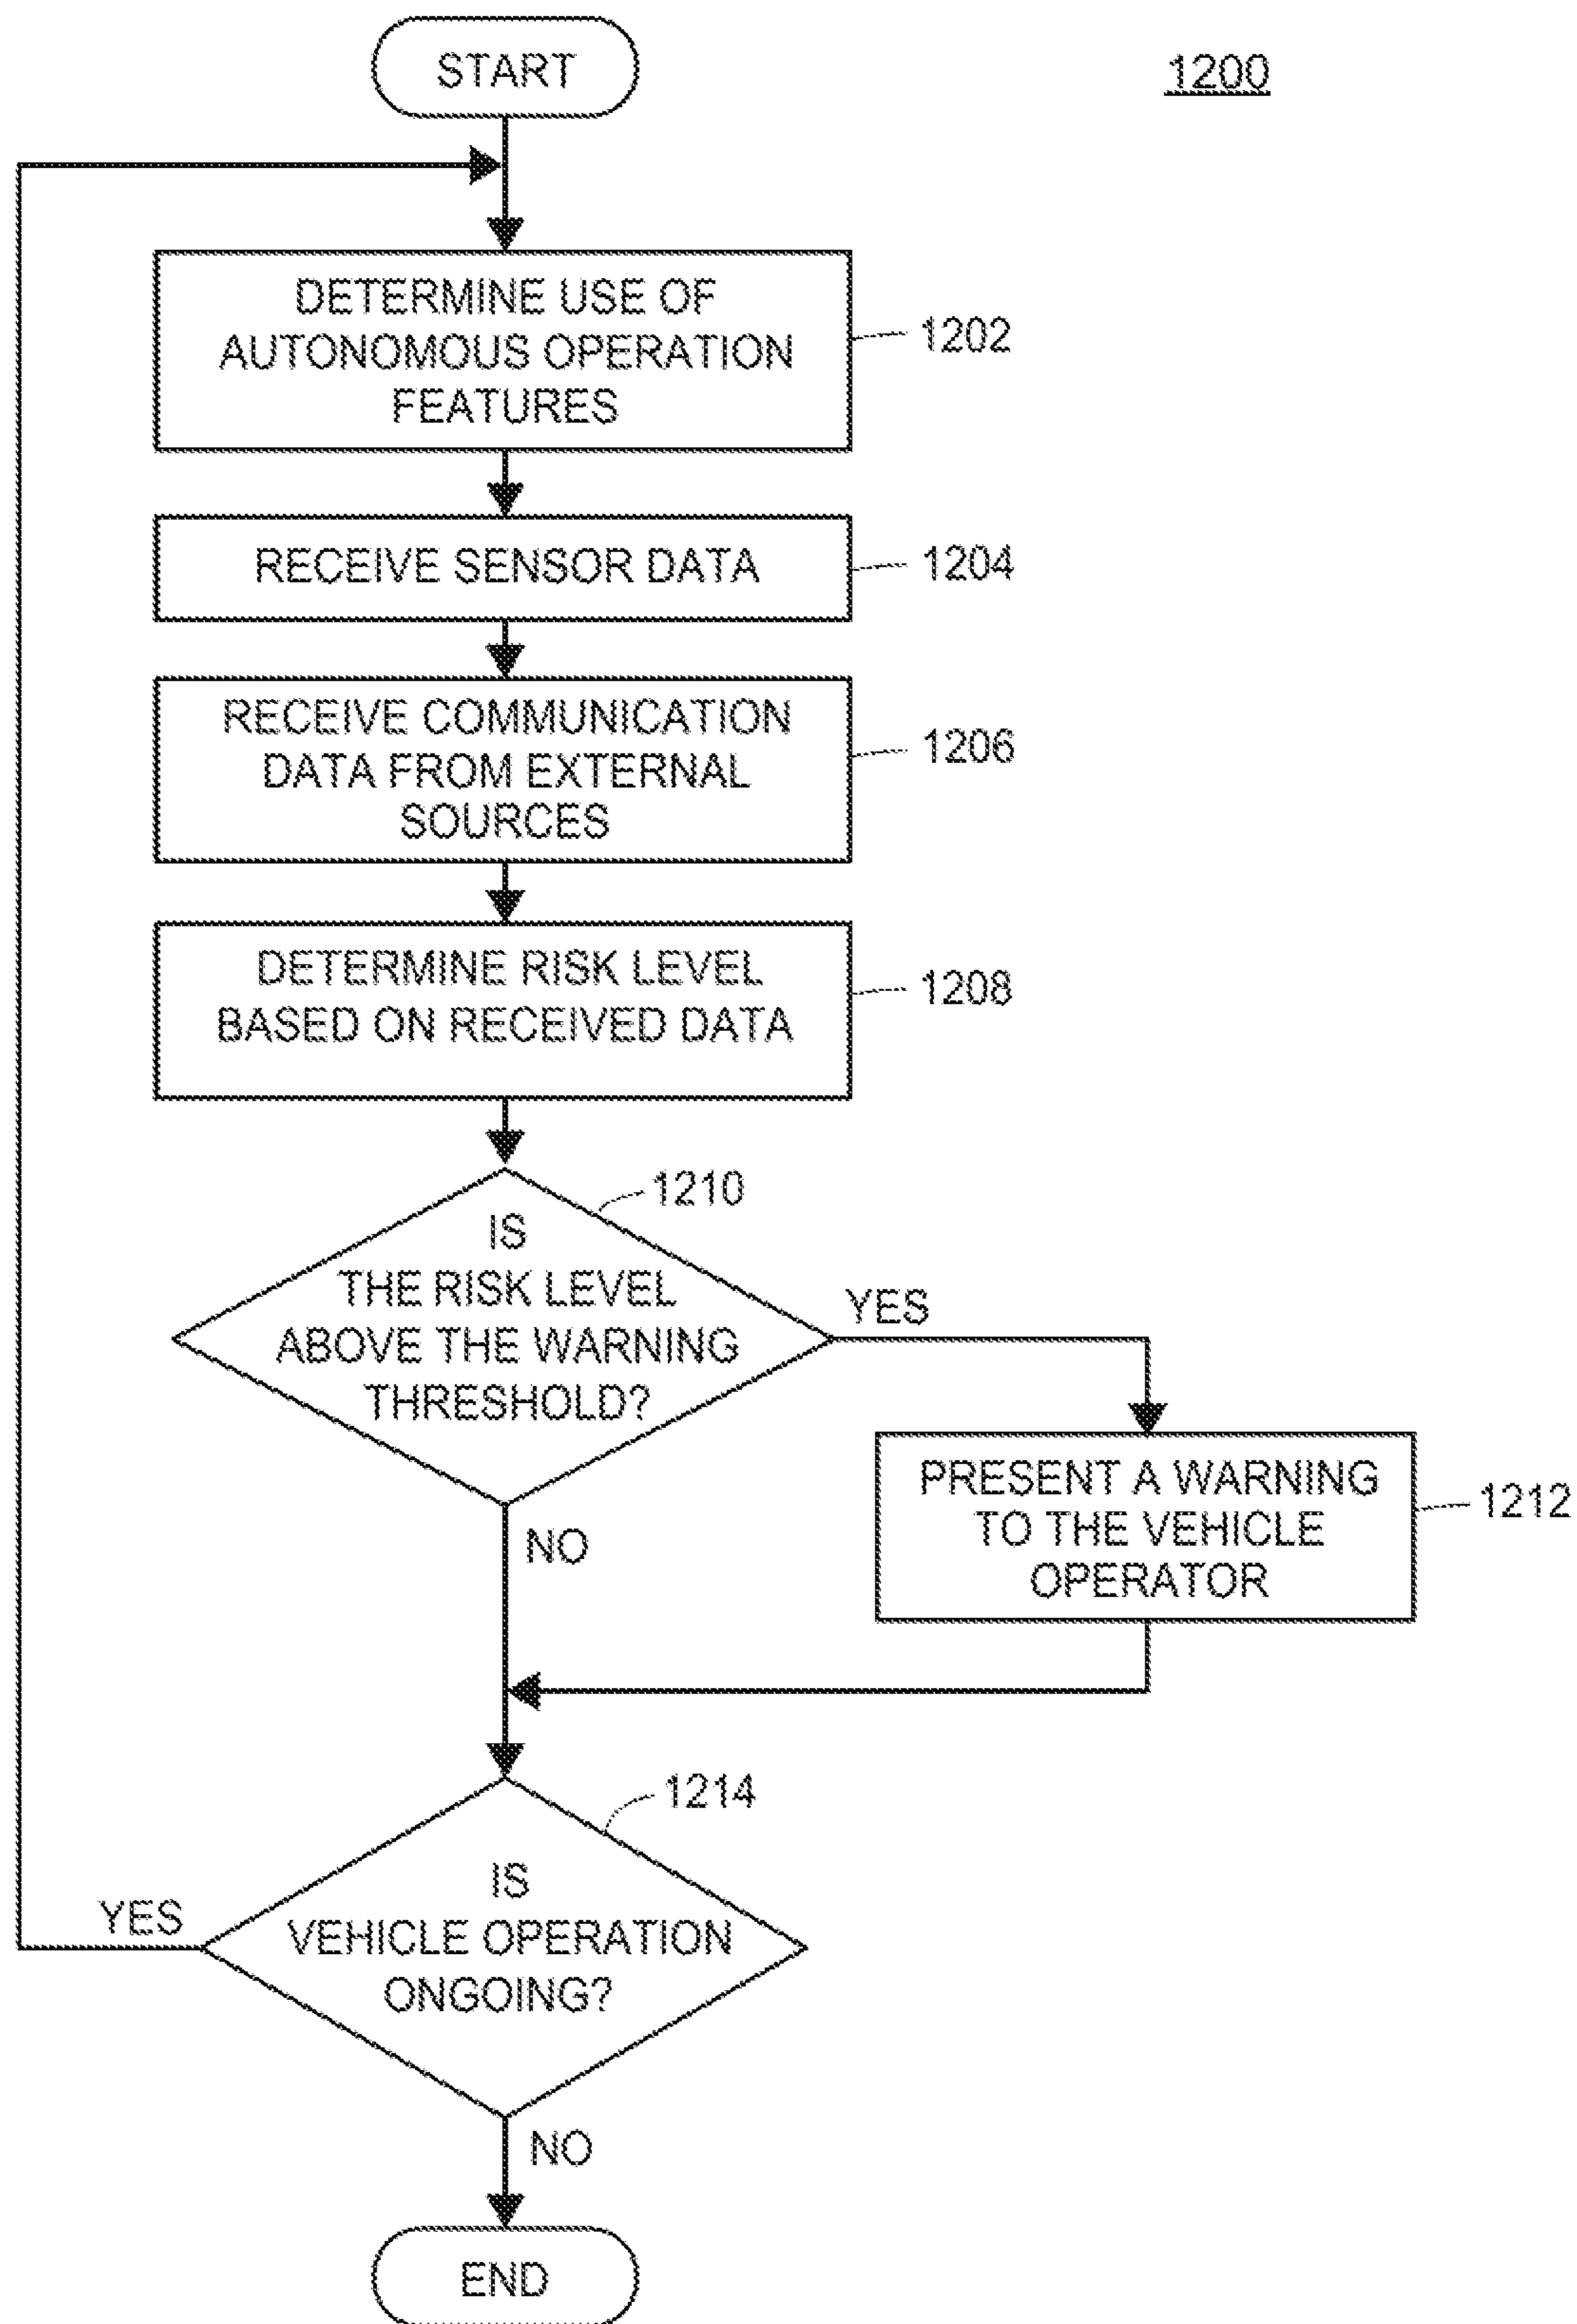 START
1200
DETERMINE USE OF
AUTONOMOUS OPERATION
FEATURES
1202
RECEIVE SENSOR DATA
1204
RECEIVE COMMUNICATION
DATA FROM EXTERNAL
SOURCES
1206
DETERMINE RISK LEVEL
BASED ON RECEIVED DATA
1208
1210
IS
THE RISK LEVEL
ABOVE THE WARNING
THRESHOLD?
YES
NO
PRESENT A WARNING
TO THE VEHICLE
OPERATOR
1212
1214
IS
VEHICLE OPERATION
ONGOING?
YES
NO
END